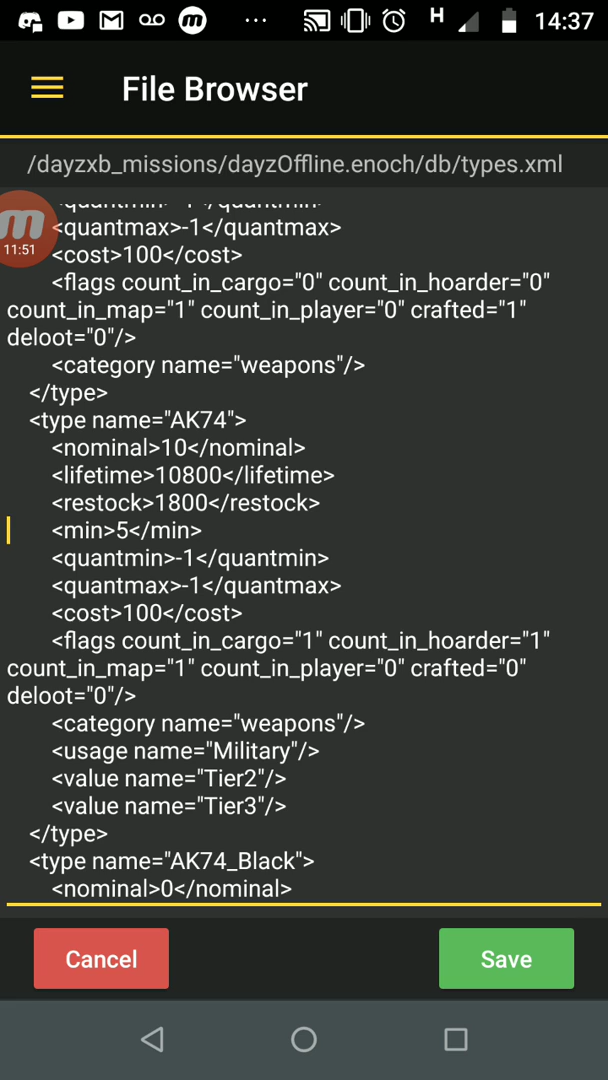 14:37
File Browser
/dayzxb_missions/dayzOffline.enoch/db/types.xml
11:51
<quantmax>-1</quantmax>
<cost>100</cost>
<flags count_in_cargo="0" count_in_hoarder="0"
count_in_map="1" count_in_player="0" crafted="1"
deloot="0"/>
<category name="weapons"/>
</type>
<type name="AK74">
<nominal>10</nominal>
<lifetime>10800</lifetime>
<restock>1800</restock>
<min>5</min>
<quantmin>-1</quantmin>
<quantmax>-1</quantmax>
<cost>100</cost>
<flags count_in_cargo="1" count_in_hoarder="1"
count_in_map="1" count_in_player="0" crafted="0"
deloot="0"/>
<category name="weapons"/>
<usage name="Military"/>
<value name="Tier2"/>
<value name="Tier3"/>
</type>
<type name="AK74_Black">
<nominal>0</nominal>
Cancel
Save